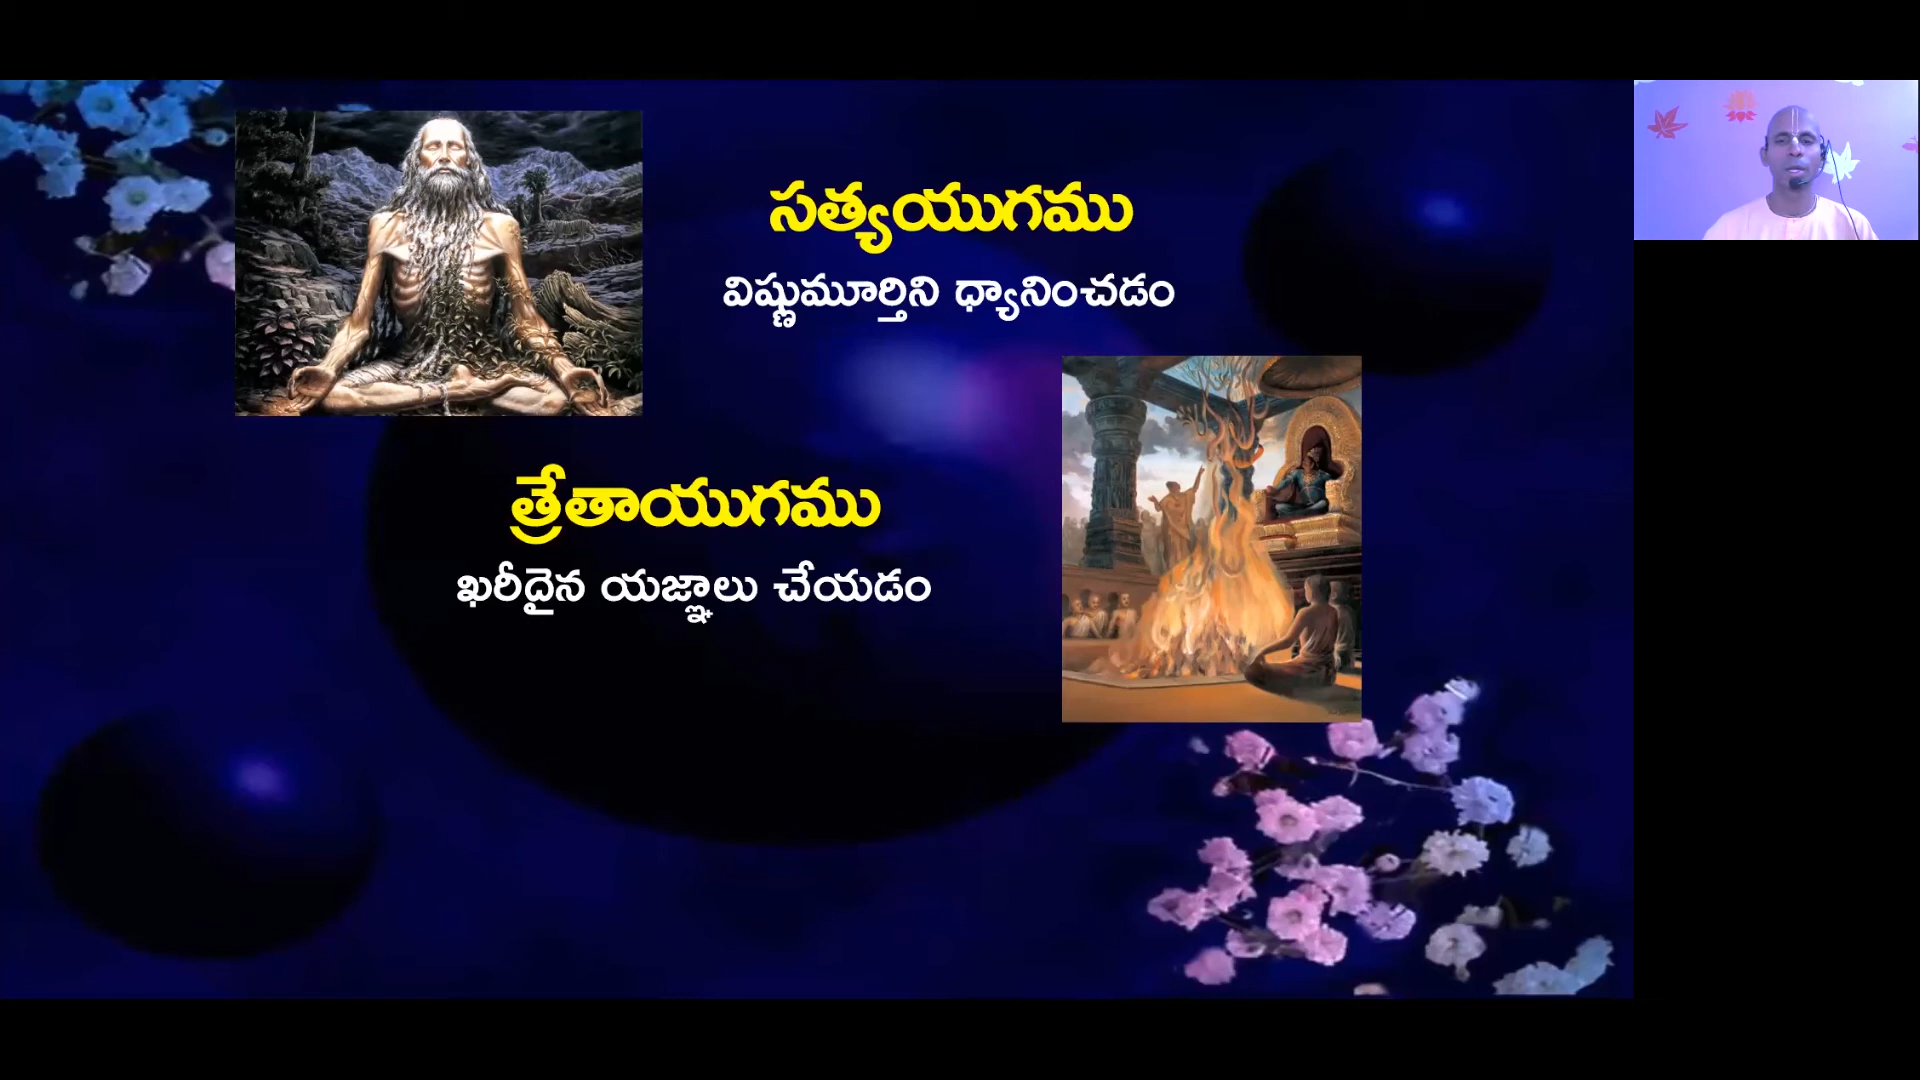 సత్యయుగము
విష్ణుమూర్తిని ధ్యానించడం
త్రేతాయుగము
ఖరీదైన యజ్ఞాలు చేయడం